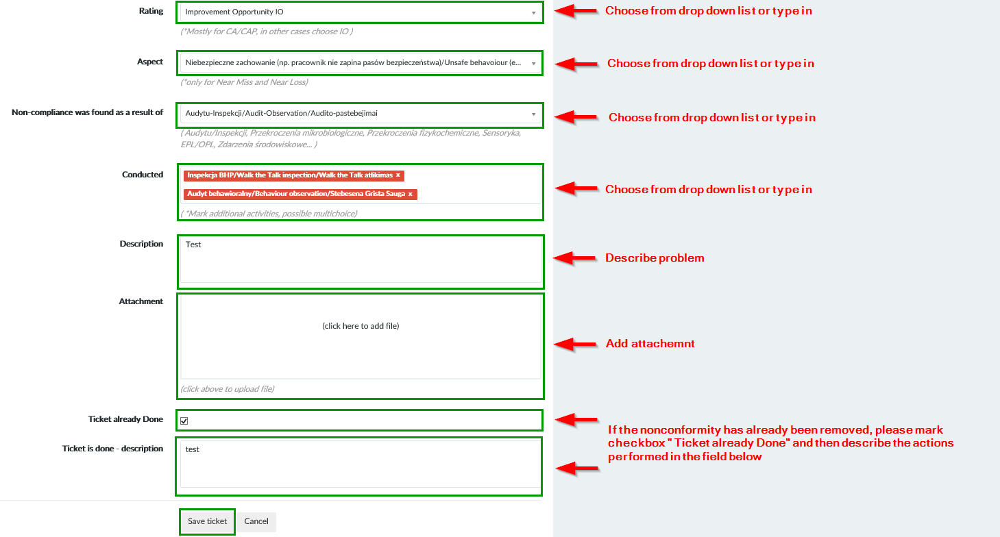 Rating
Improvement Opportunity IO
Choose from drop down list or type in
(*Mostly for CA/CAP, in other cases choose IO )
Aspect
Niebezpieczne zachowanie (np. pracownik nie zapina pasów bezpieczeństwa)/Unsafe behavoiour (e...
Choose from drop down list or type in
(*only for Near Miss and Near Loss)
Non-compliance was found as a result of
Audytu-Inspekcji/Audit-Observation/Audito-pastebejimai
Choose from drop down list or type in
( Audytu/Inspekcji, Przekroczenia mikrobiologiczne, Przekroczenia fizykochemiczne, Sensoryka,
EPL/OPL, Zdarzenia środowiskowe... )
Conducted
Inspekcja BHP/Walk the Talk inspection/Walk the Talk atlikimas x
Audyt behawioralny/Behaviour observation/Stebesena Grista Sauga x
Choose from drop down list or type in
( *Mark additional activities, possible multichoice)
Description
Test
Describe problem
Attachment
(click here to add file)
Add attachemnt
(click above to upload file)
Ticket already Done
If the nonconformity has already been removed, please mark
checkbox " Ticket already Done" and then describe the actions
performed in the field below
Ticket is done - description
test
Save ticket
Cancel